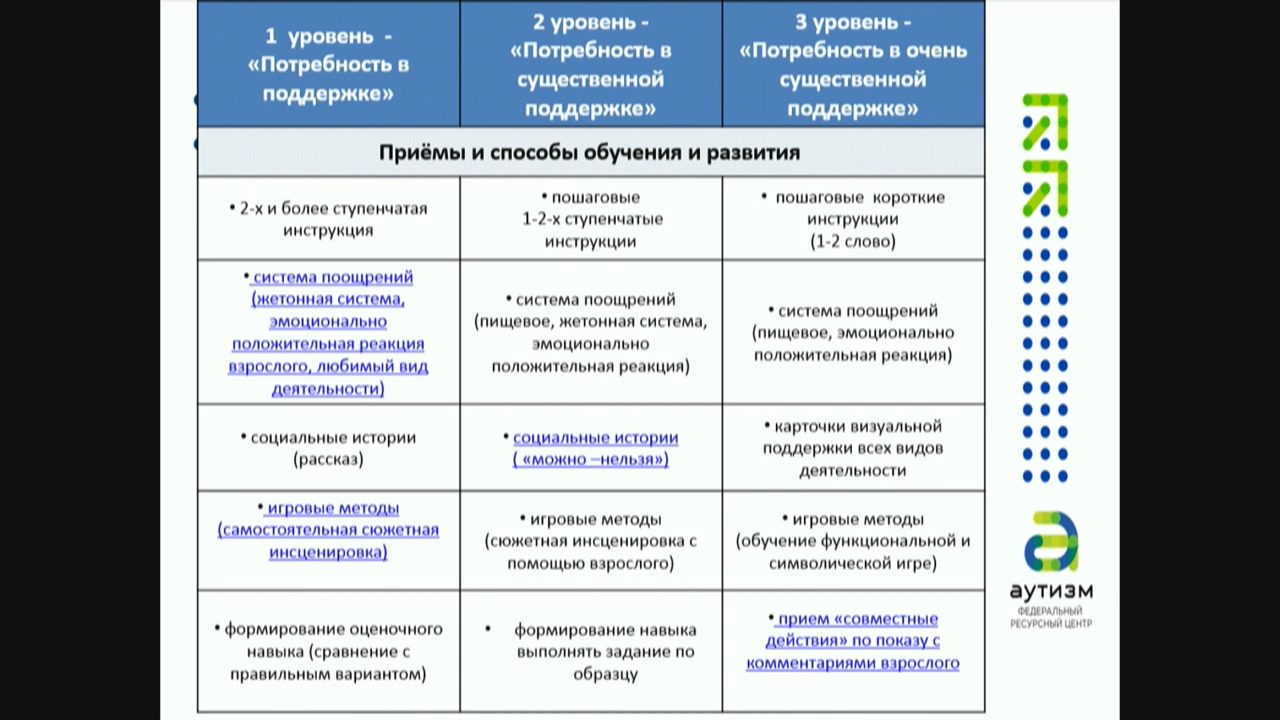 1 уровень -
«Потребность в
поддержке»
2 уровень -
«Потребность в
существенной
поддержке»
3 уровень -
«Потребность в очень
существенной
поддержке»
Приёмы и способы обучения и развития
• 2-х и более ступенчатая
инструкция
• пошаговые
1-2-х ступенчатые
инструкции
• пошаговые короткие
инструкции
(1-2 слово)
• система поощрений
(жетонная система,
эмоционально
положительная реакция
взрослого, любимый вид
деятельности)
• система поощрений
(пищевое, жетонная система,
эмоционально
положительная реакция)
• система поощрений
(пищевое, эмоционально
положительная реакция)
• социальные истории
(рассказ)
• социальные истории
( «можно –нельзя»)
• карточки визуальной
поддержки всех видов
деятельности
• игровые методы
(самостоятельная сюжетная
инсценировка)
• игровые методы
(сюжетная инсценировка с
помощью взрослого)
• игровые методы
(обучение функциональной и
символической игре)
• формирование оценочного
навыка (сравнение с
правильным вариантом)
• формирование навыка
выполнять задание по
образцу
• прием «совместные
действия» по показу с
комментариями взрослого
аутизм
ФЕДЕРАЛЬНЫЙ
РЕСУРСНЫЙ ЦЕНТР